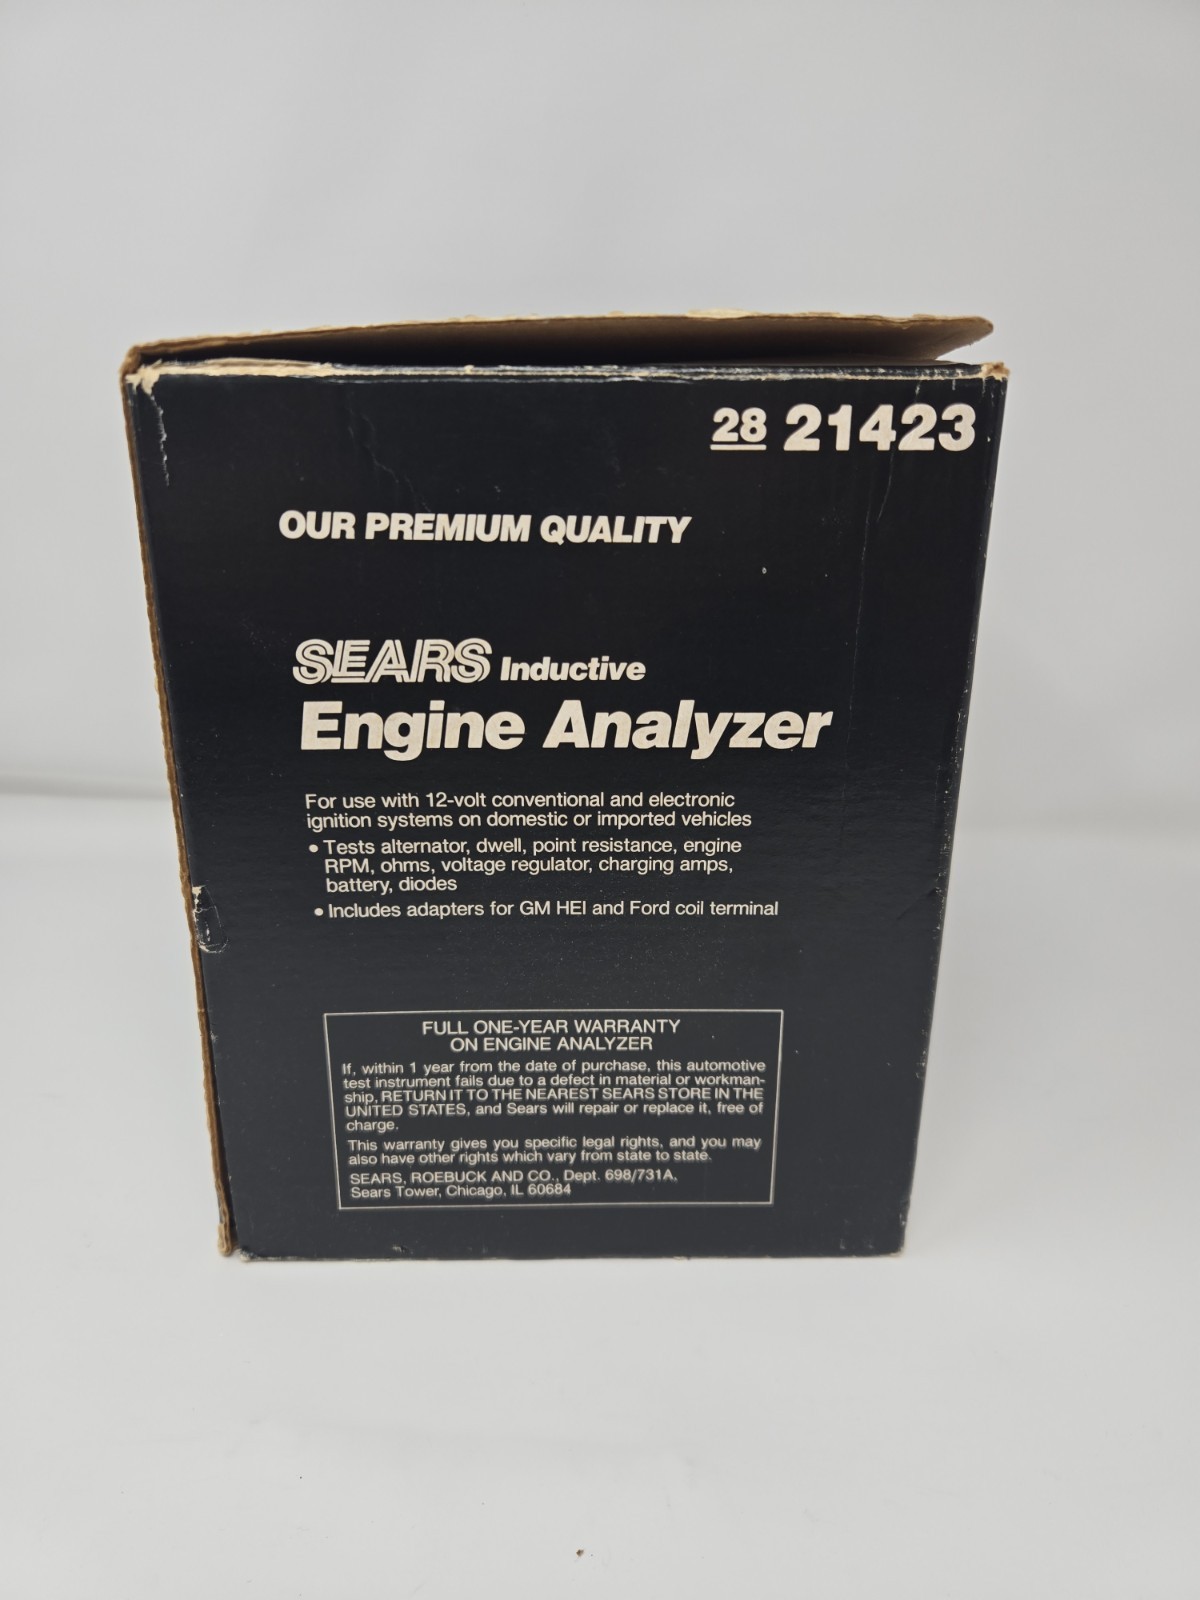 28 21423
OUR PREMIUM QUALITY
SEARS Inductive
Engine Analyzer
For use with 12-volt conventional and electronic
ignition systems on domestic or imported vehicles
• Tests alternator, dwell, point resistance, engine
RPM, ohms, voltage regulator, charging amps,
battery, diodes
• Includes adapters for GM HEI and Ford coil terminal
FULL ONE-YEAR WARRANTY
ON ENGINE ANALYZER
If, within 1 year from the date of purchase, this automotive
test instrument fails due to a defect in material or workman-
ship, RETURN IT TO THE NEAREST SEARS STORE IN THE
UNITED STATES, and Sears will repair or replace it, free of
charge.
This warranty gives you specific legal rights, and you may
also have other rights which vary from state to state.
SEARS, ROEBUCK AND CO., Dept. 698/731A,
Sears Tower, Chicago, IL 60684